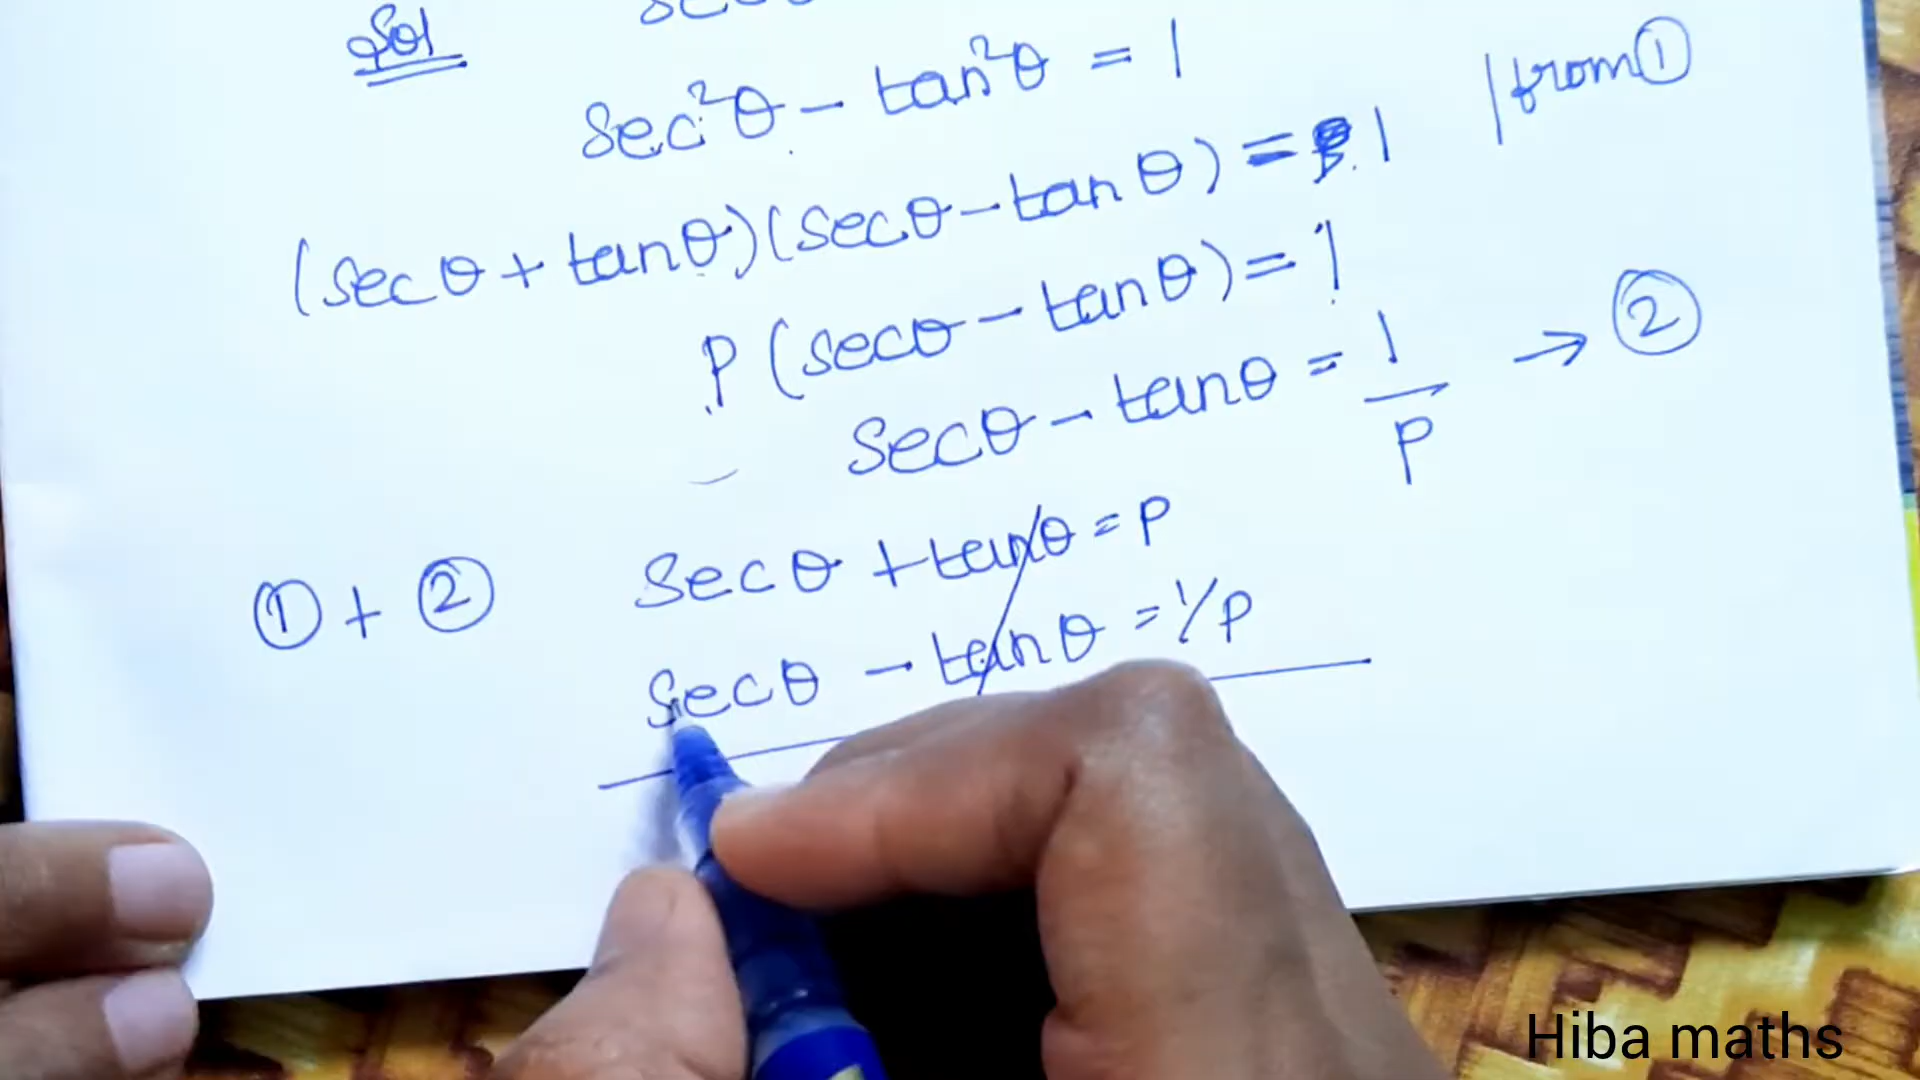 Sol
sec²θ - tan²θ = 1
(secθ + tanθ)(secθ - tanθ) = 1 | from ①
P(secθ - tanθ) = 1
secθ - tanθ = 1/P → ②
① + ② secθ + tanθ = P
secθ - tanθ = 1/P
Hiba maths